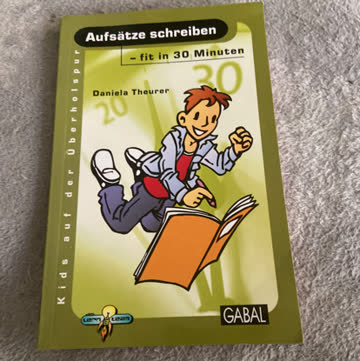 Aufsätze schreiben
– fit in 30 Minuten
Daniela Theurer
20
30
Kids auf der Überholspur
GABAL